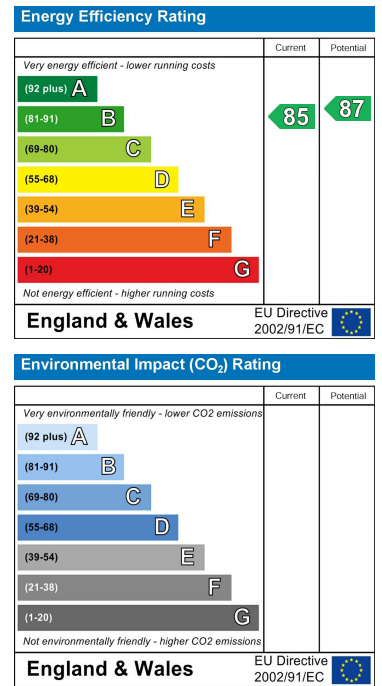 Energy Efficiency Rating
Current Potential
Very energy efficient - lower running costs
(92 plus) A
(81-91) B
(69-80) C
(55-68) D
(39-54) E
(21-38) F
(1-20) G
85 87
Not energy efficient - higher running costs
England & Wales
EU Directive
2002/91/EC
Environmental Impact (CO₂) Rating
Current Potential
Very environmentally friendly - lower CO2 emissions
(92 plus) A
(81-91) B
(69-80) C
(55-68) D
(39-54) E
(21-38) F
(1-20) G
Not environmentally friendly - higher CO2 emissions
England & Wales
EU Directive
2002/91/EC